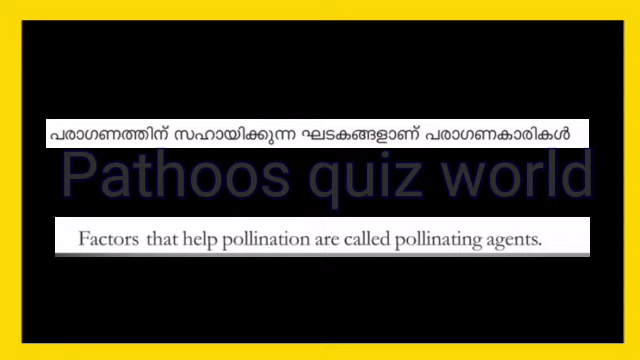 പരാഗണത്തിന് സഹായിക്കുന്ന ഘടകങ്ങളാണ് പരാഗണകാരികൾ
Pathoos quiz world
Factors that help pollination are called pollinating agents.